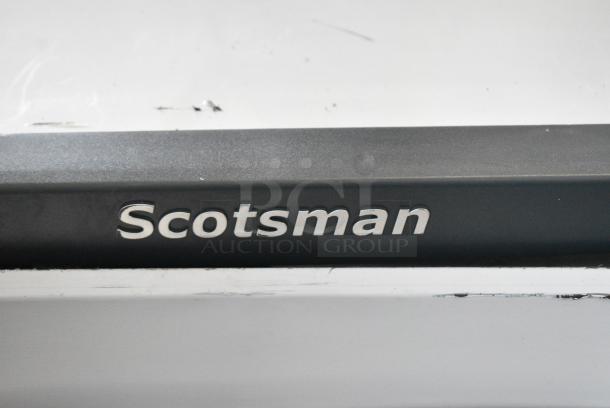 Scotsman
PCI
AUCTION GROUP